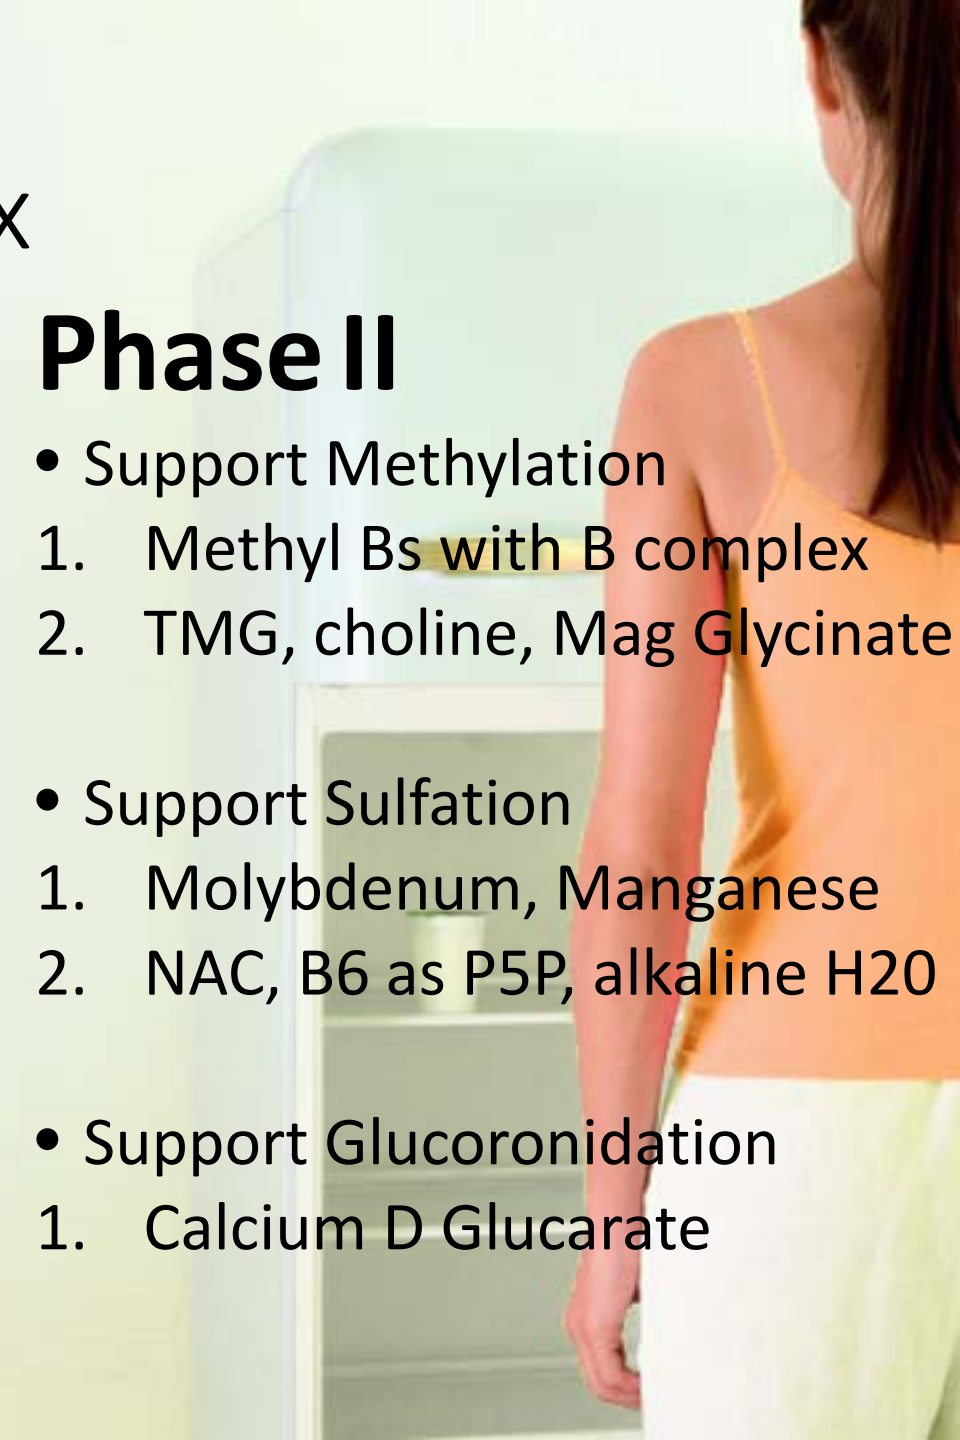 x
Phase II
• Support Methylation
1. Methyl Bs with B complex
2. TMG, choline, Mag Glycinate
• Support Sulfation
1. Molybdenum, Manganese
2. NAC, B6 as P5P, alkaline H20
• Support Glucoronidation
1. Calcium D Glucarate